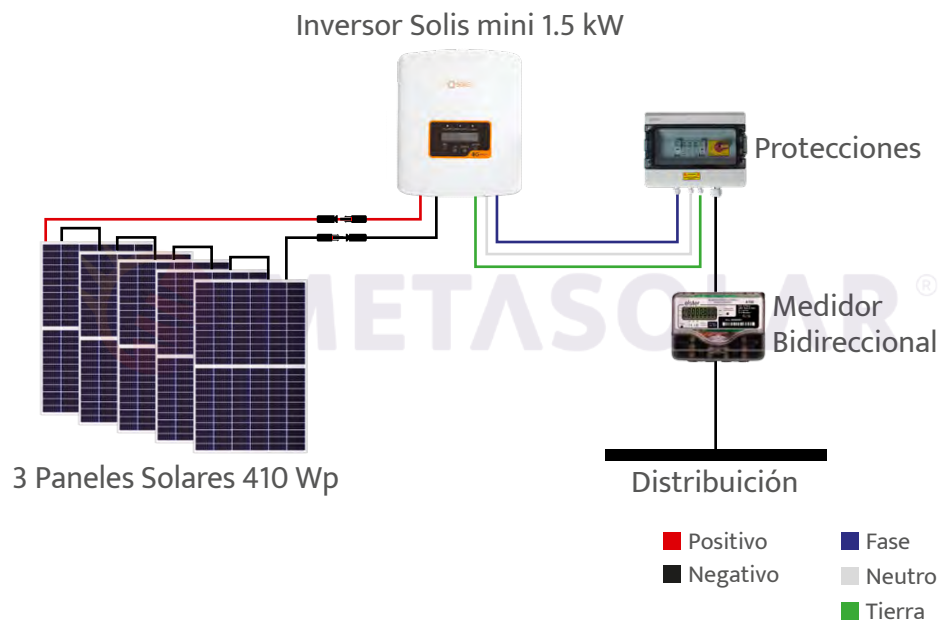 Inversor Solis mini 1.5 kW
Protecciones
METASOLAR®
Medidor
Bidireccional
3 Paneles Solares 410 Wp
Distribuición
Positivo
Fase
Negativo
Neutro
Tierra